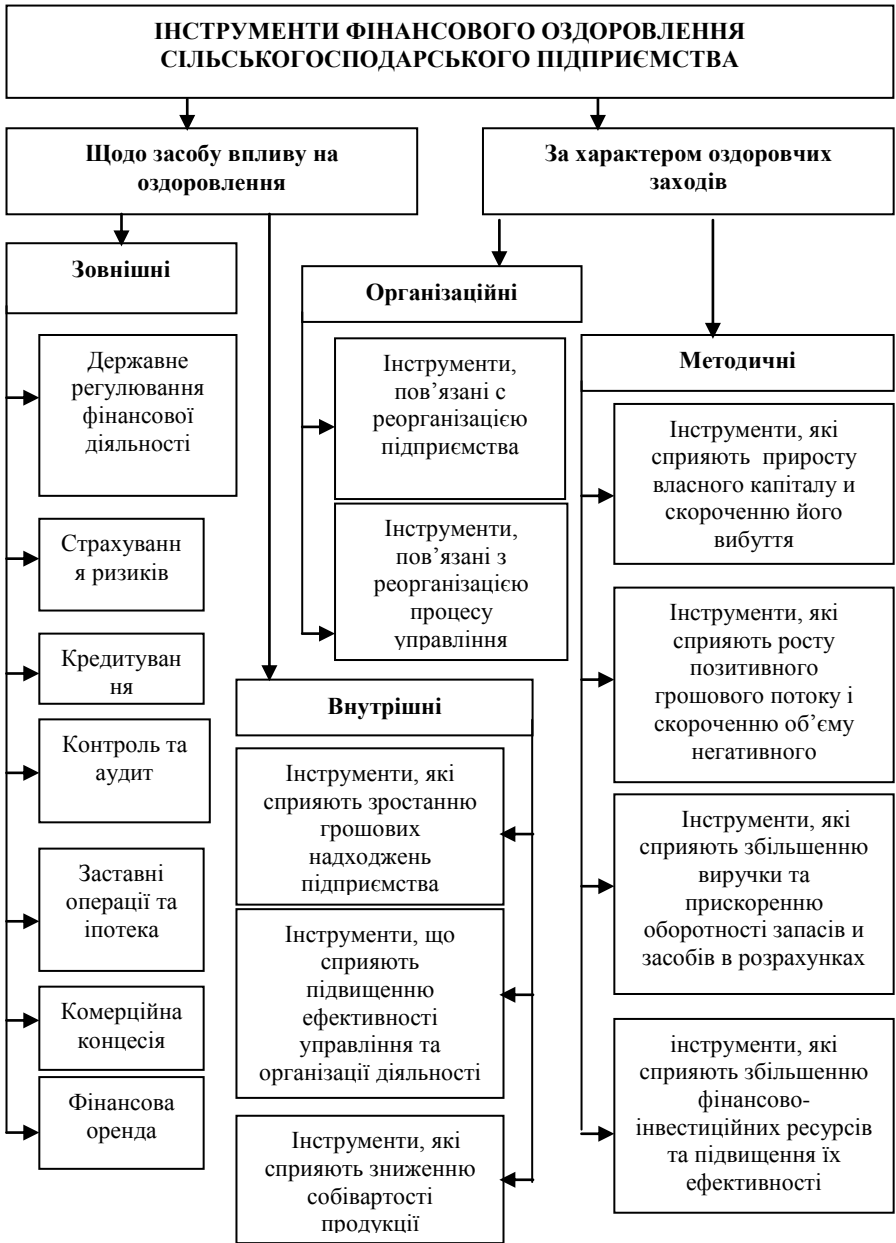 ІНСТРУМЕНТИ ФІНАНСОВОГО ОЗДОРОВЛЕННЯ
СІЛЬСЬКОГОСПОДАРСЬКОГО ПІДПРИЄМСТВА
Щодо засобу впливу на
оздоровлення
За характером оздоровчих
заходів
Зовнішні
Державне
регулювання
фінансової
діяльності
Страхуванн
я ризиків
Кредитуван
ня
Контроль та
аудит
Заставні
операції та
іпотека
Комерційна
концесія
Фінансова
оренда
Внутрішні
Інструменти, які
сприяють зростанню
грошових
надходжень
підприємства
Інструменти, що
сприяють
підвищенню
ефективності
управління та
організації діяльності
Інструменти, які
сприяють зниженню
собівартості
продукції
Організаційні
Інструменти,
пов’язані с
реорганізацією
підприємства
Інструменти,
пов’язані з
реорганізацією
процесу
управління
Методичні
Інструменти, які
сприяють приросту
власного капіталу и
скороченню його
вибуття
Інструменти, які
сприяють росту
позитивного
грошового потоку і
скороченню об’єму
негативного
Інструменти, які
сприяють збільшенню
виручки та
прискоренню
оборотності запасів и
засобів в розрахунках
інструменти, які
сприяють збільшенню
фінансово-
інвестиційних ресурсів
та підвищення їх
ефективності